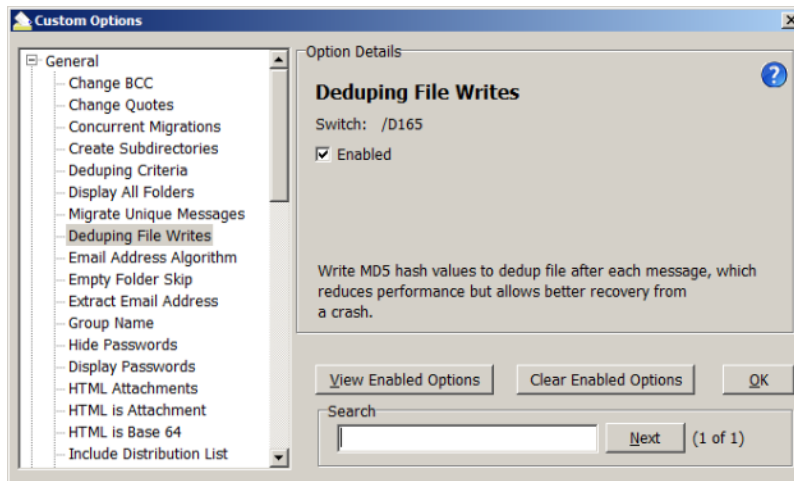 Custom Options
General
Change BCC
Change Quotes
Concurrent Migrations
Create Subdirectories
Deduping Criteria
Display All Folders
Migrate Unique Messages
Deduping File Writes
Email Address Algorithm
Empty Folder Skip
Extract Email Address
Group Name
Hide Passwords
Display Passwords
HTML Attachments
HTML is Attachment
HTML is Base 64
Include Distribution List
Option Details
Deduping File Writes
Switch: /D165
Enabled
Write MD5 hash values to dedup file after each message, which
reduces performance but allows better recovery from
a crash.
View Enabled Options
Clear Enabled Options
OK
Search
Next (1 of 1)